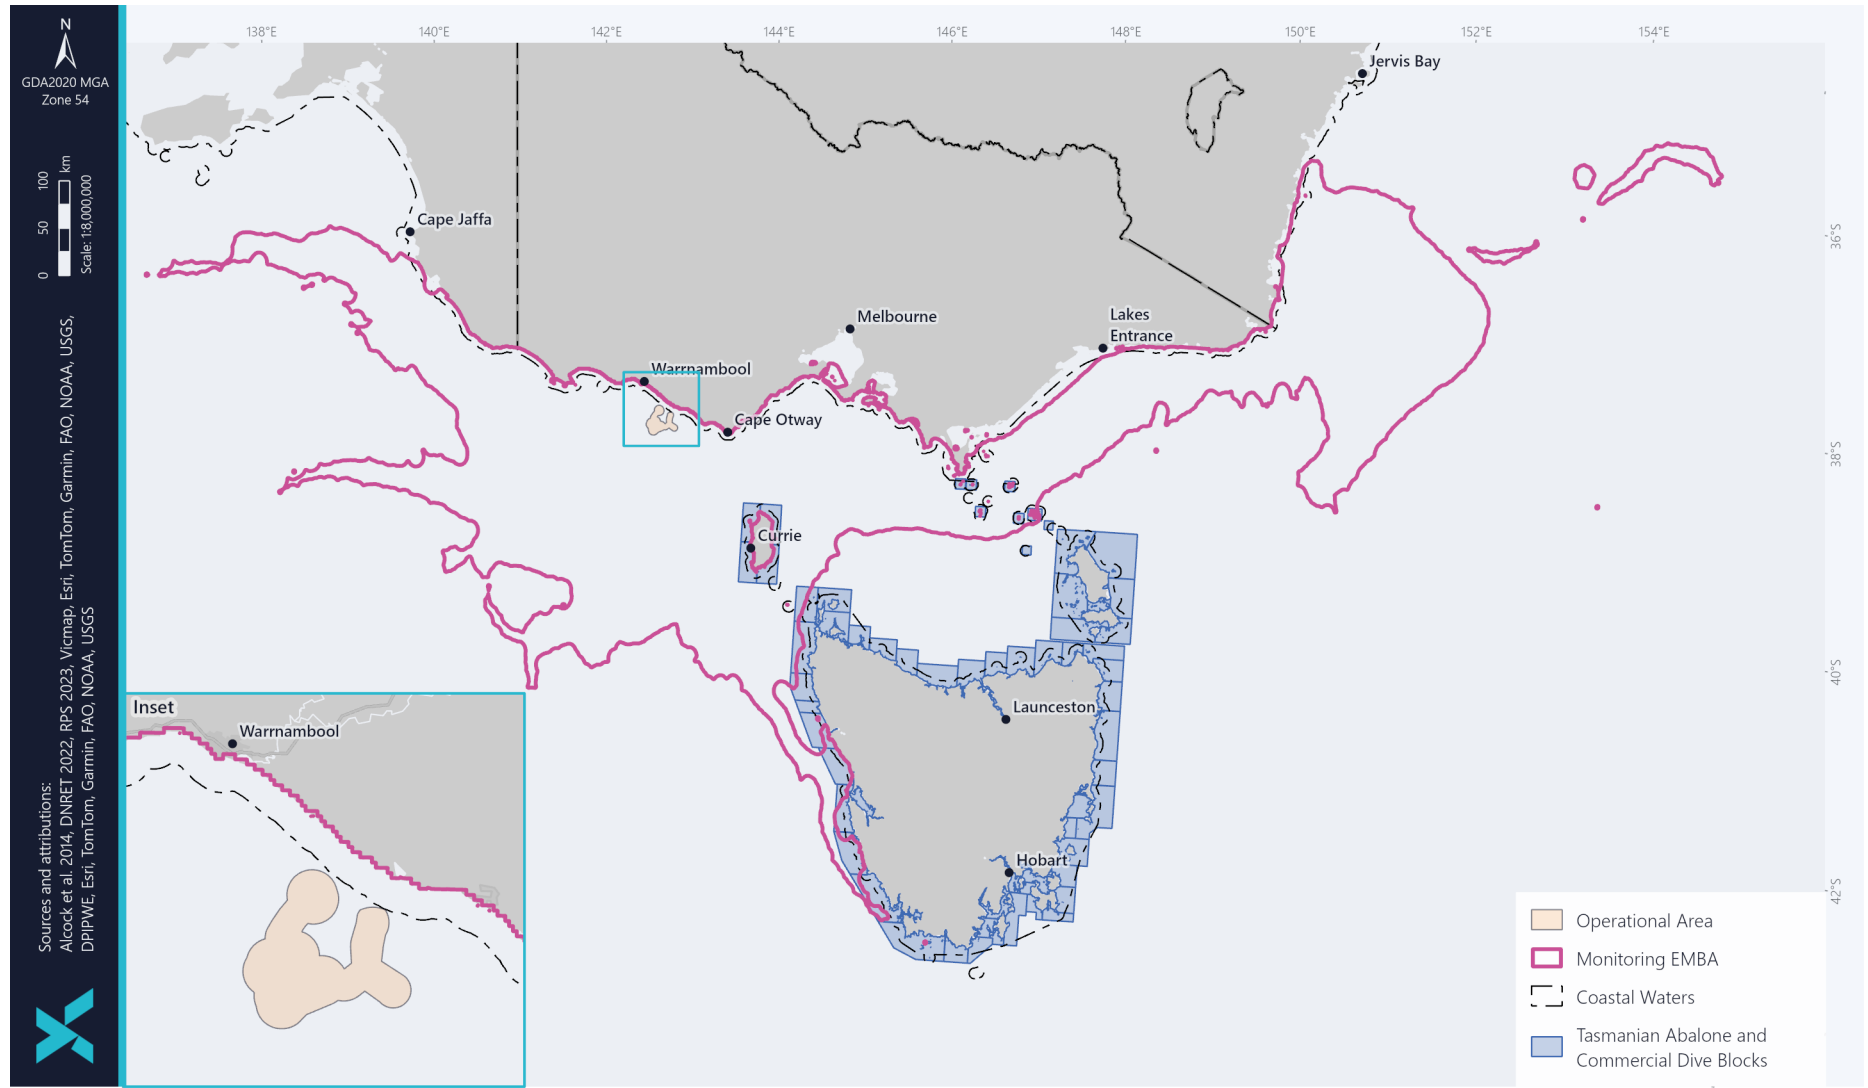 N
GDA2020 MGA
Zone 54
0 50 100 km
Scale: 1:8,000,000
Sources and attributions:
Alcock et al. 2014, DNRET 2022, RPS 2023, Vicmap, Esri, TomTom, Garmin, FAO, NOAA, USGS,
DPIPWE, Esri, TomTom, Garmin, FAO, NOAA, USGS
138°E 140°E 142°E 144°E 146°E 148°E 150°E 152°E 154°E
Jervis Bay
Cape Jaffa
36°S
Melbourne
Lakes
Entrance
Warrnambool
Cape Otway
38°S
Currie
40°S
Launceston
Hobart
42°S
Inset
Warrnambool
Operational Area
Monitoring EMBA
Coastal Waters
Tasmanian Abalone and
Commercial Dive Blocks